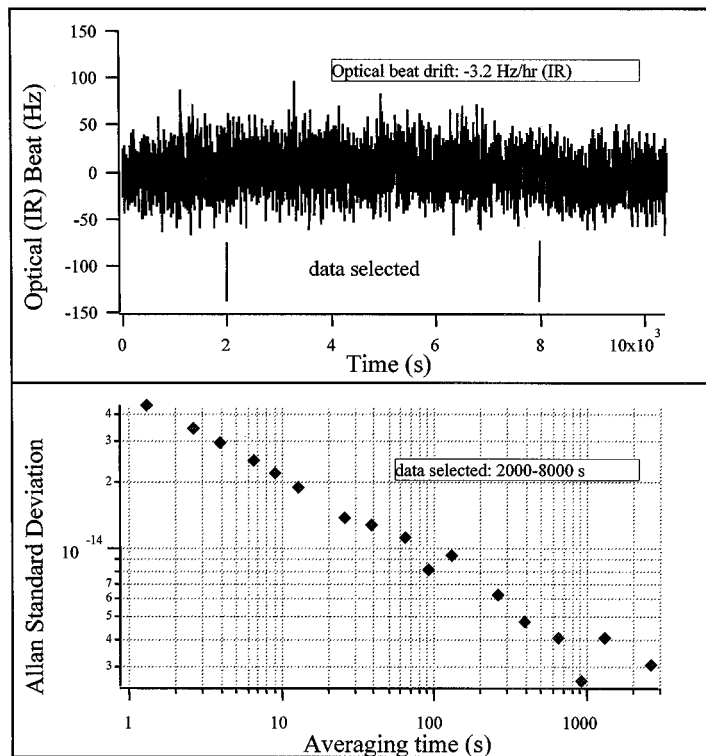 150
Optical beat drift: -3.2 Hz/hr (IR)
100
50
0
-50
-100
-150
Optical (IR) Beat (Hz)
data selected
0 2 4 6 8 10x10³
Time (s)
4
3
2
10⁻¹⁴
8
7
6
5
4
3
Allan Standard Deviation
data selected: 2000-8000 s
1 10 100 1000
Averaging time (s)